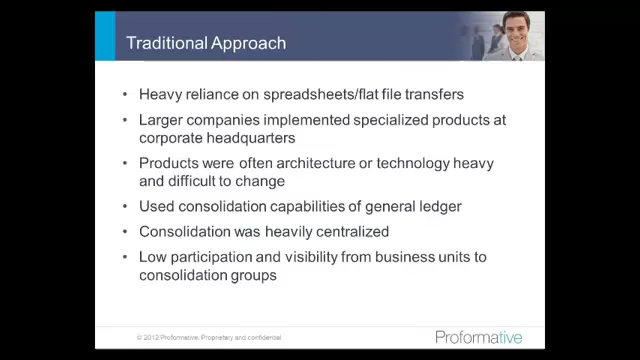 Traditional Approach
• Heavy reliance on spreadsheets/flat file transfers
• Larger companies implemented specialized products at
corporate headquarters
• Products were often architecture or technology heavy
and difficult to change
• Used consolidation capabilities of general ledger
• Consolidation was heavily centralized
• Low participation and visibility from business units to
consolidation groups
© 2012 Proformative, Proprietary and confidential
Proformative